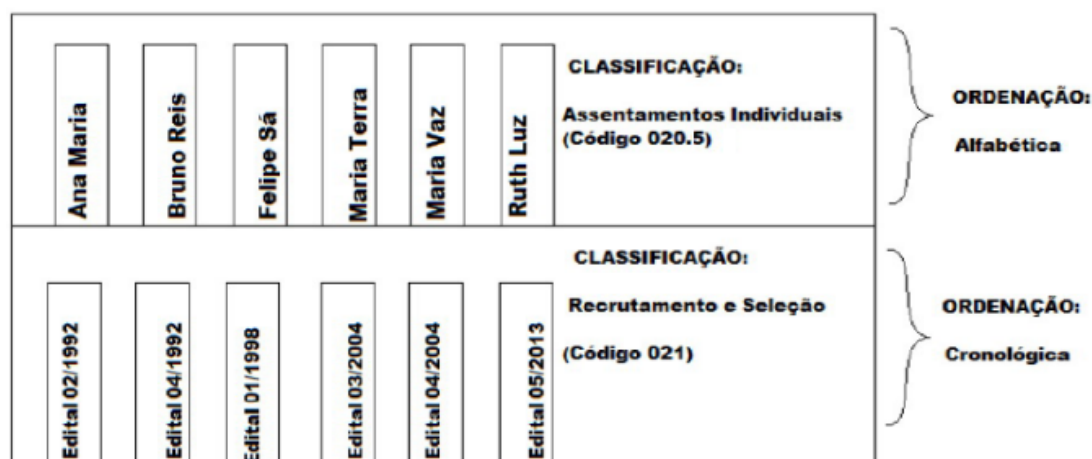 Ana Maria
Bruno Reis
Felipe Sá
Maria Terra
Maria Vaz
Ruth Luz
CLASSIFICAÇÃO:
Assentamentos Individuais
(Código 020.5)
ORDENAÇÃO:
Alfabética
Edital 02/1992
Edital 04/1992
Edital 01/1998
Edital 03/2004
Edital 04/2004
Edital 05/2013
CLASSIFICAÇÃO:
Recrutamento e Seleção
(Código 021)
ORDENAÇÃO:
Cronológica